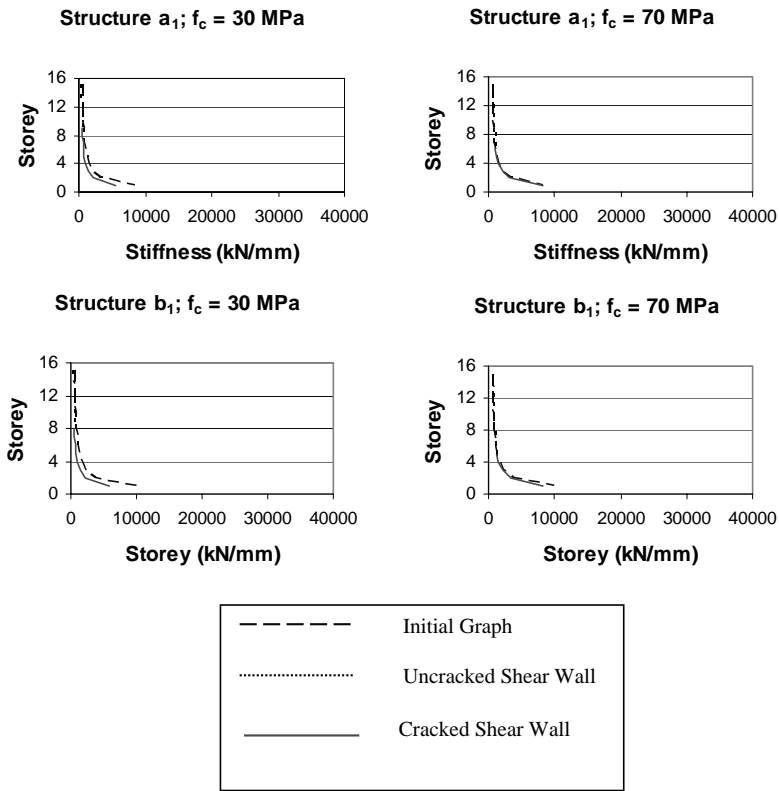 Structure a₁; f_c = 30 MPa
Storey
16
12
8
4
0
0 10000 20000 30000 40000
Stiffness (kN/mm)
Structure a₁; f_c = 70 MPa
Storey
16
12
8
4
0
0 10000 20000 30000 40000
Stiffness (kN/mm)
Structure b₁; f_c = 30 MPa
Storey
16
12
8
4
0
0 10000 20000 30000 40000
Storey (kN/mm)
Structure b₁; f_c = 70 MPa
Storey
16
12
8
4
0
0 10000 20000 30000 40000
Storey (kN/mm)
Initial Graph
Uncracked Shear Wall
Cracked Shear Wall